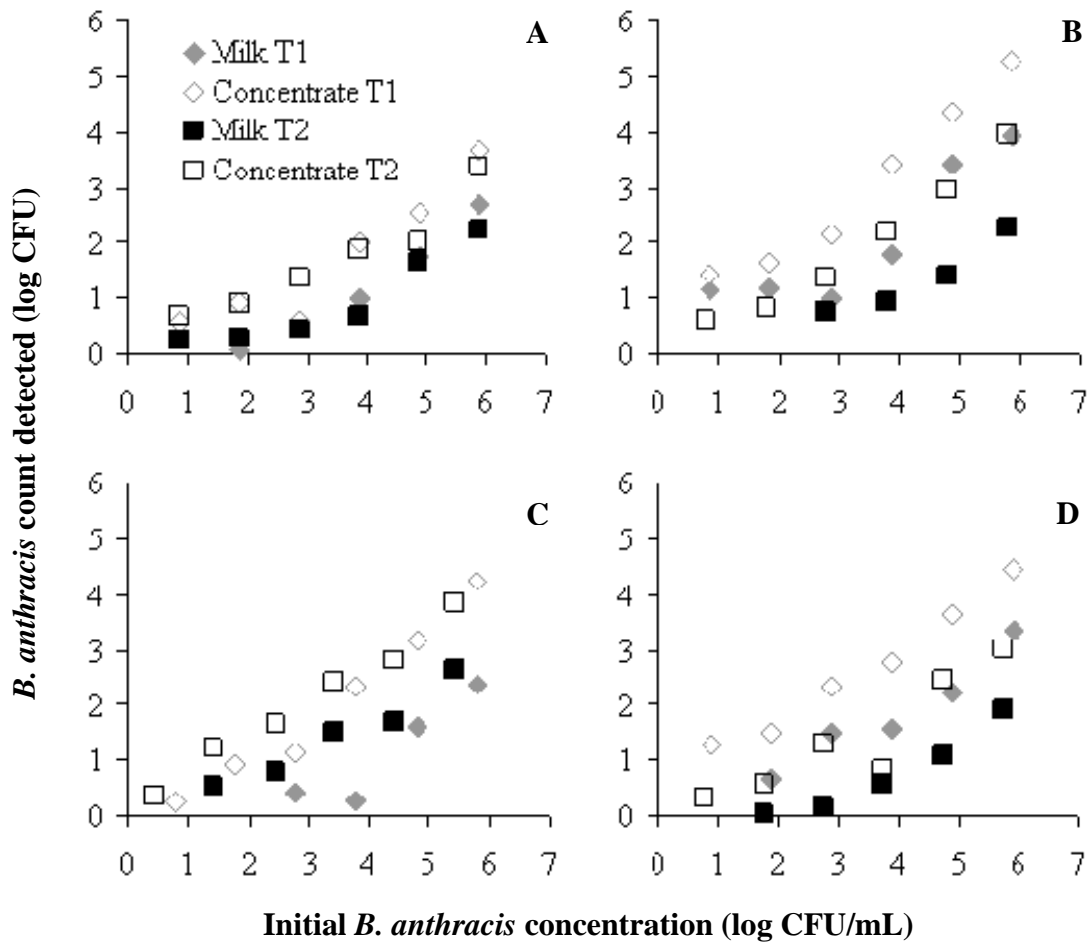 B. anthracis count detected (log CFU)
A
6
5
4
3
2
1
0
0 1 2 3 4 5 6 7
Milk T1
Concentrate T1
Milk T2
Concentrate T2
B
6
5
4
3
2
1
0
0 1 2 3 4 5 6 7
C
6
5
4
3
2
1
0
0 1 2 3 4 5 6 7
D
6
5
4
3
2
1
0
0 1 2 3 4 5 6 7
Initial B. anthracis concentration (log CFU/mL)